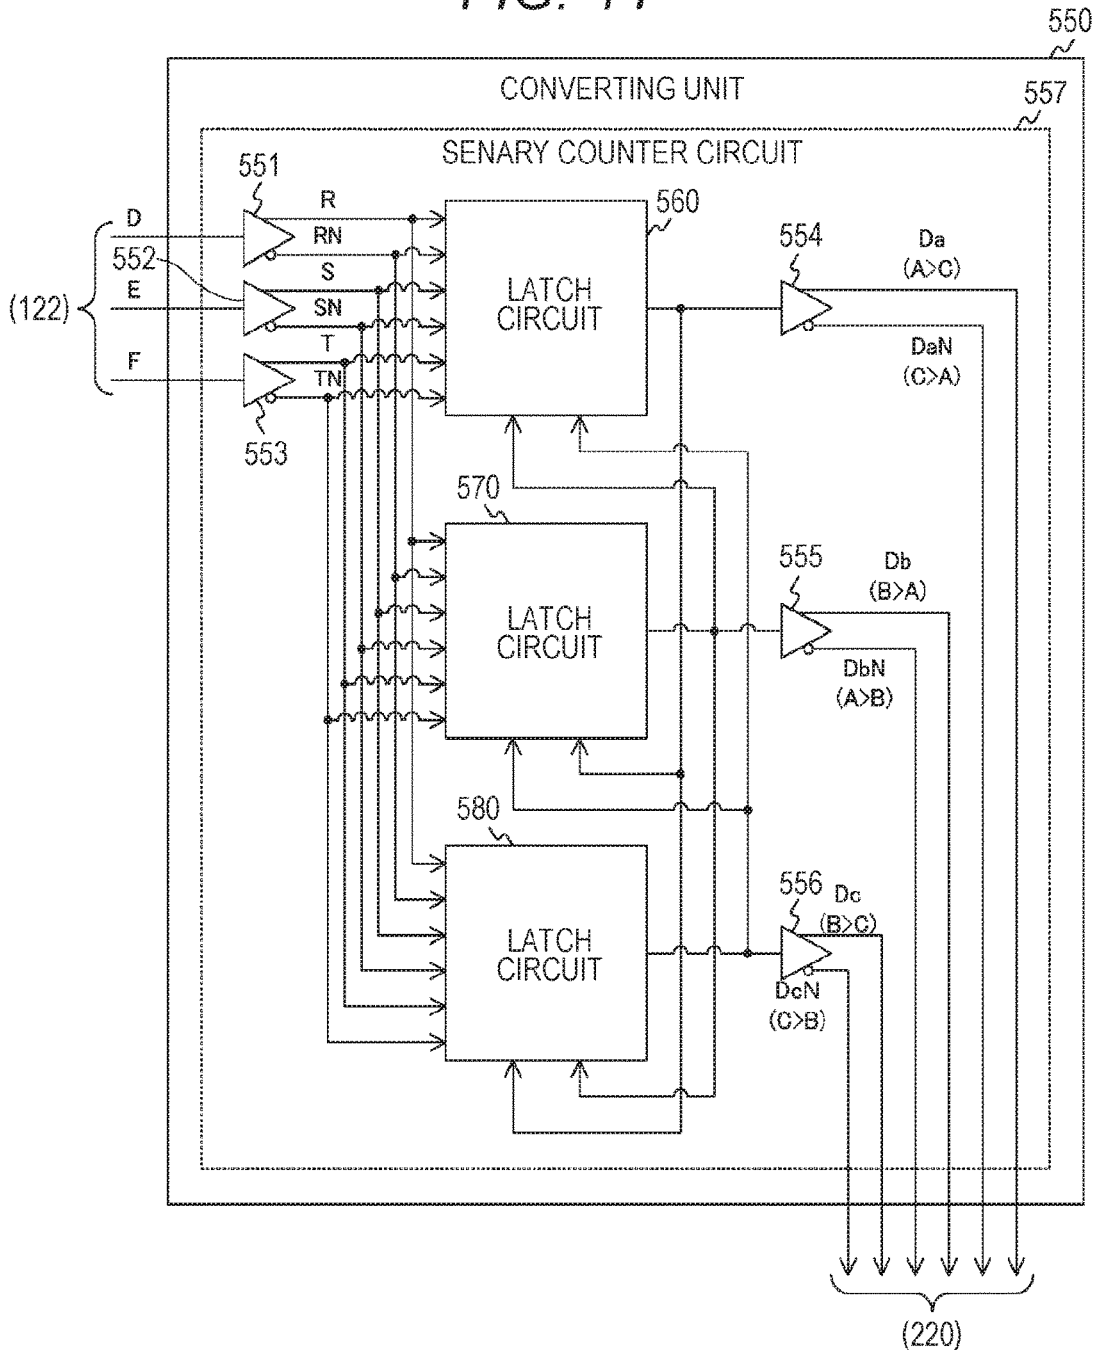 550
CONVERTING UNIT
557
SENARY COUNTER CIRCUIT
551
R
560
D
RN
554
Da
(A>C)
552
S
(122)
E
SN
LATCH
CIRCUIT
T
DaN
(C>A)
F
TN
553
570
555
Db
(B>A)
LATCH
CIRCUIT
DbN
(A>B)
580
556
Dc
(B>C)
LATCH
CIRCUIT
DcN
(C>B)
(220)